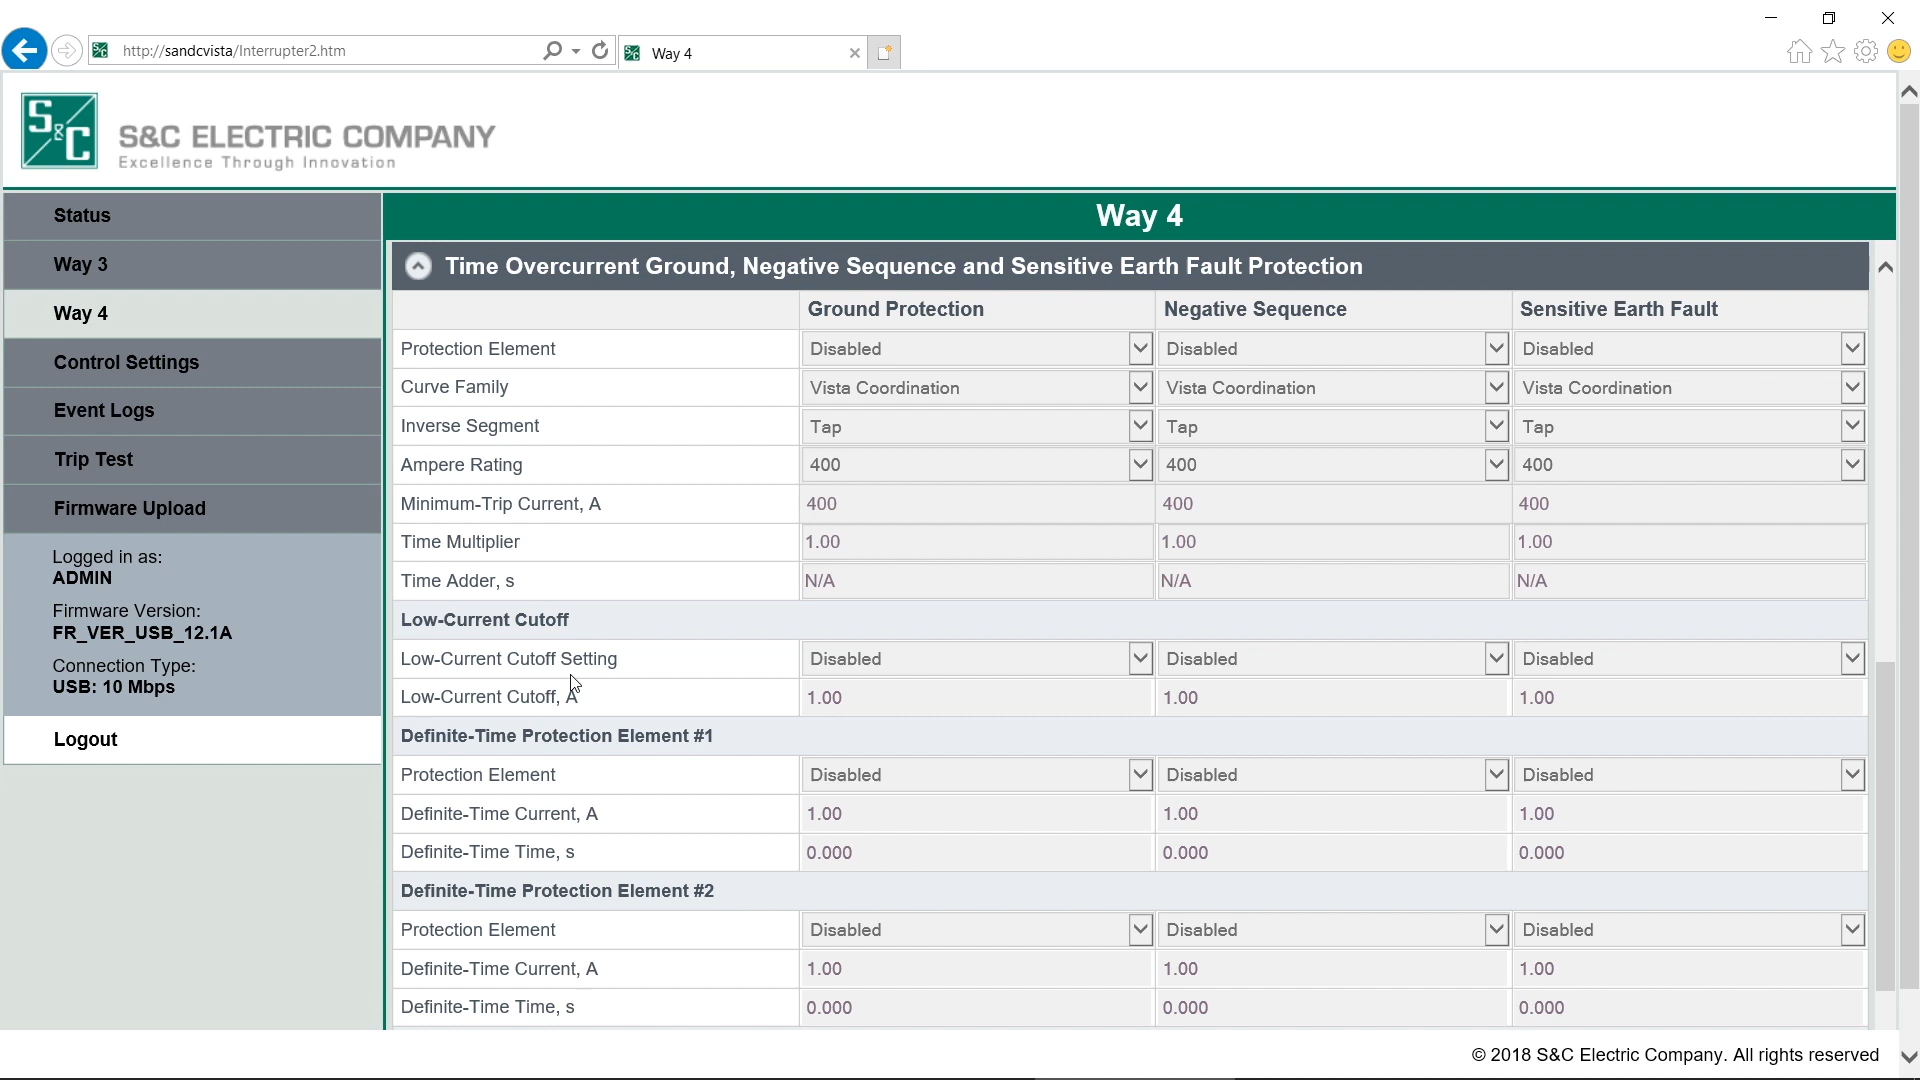 http://sandcvista/Interrupter2.htm
Way 4
S&C
S&C ELECTRIC COMPANY
Excellence Through Innovation
Status
Way 3
Way 4
Control Settings
Event Logs
Trip Test
Firmware Upload
Logged in as:
ADMIN
Firmware Version:
FR_VER_USB_12.1A
Connection Type:
USB: 10 Mbps
Logout
Way 4
Time Overcurrent Ground, Negative Sequence and Sensitive Earth Fault Protection
Ground Protection Negative Sequence Sensitive Earth Fault
Protection Element Disabled Disabled Disabled
Curve Family Vista Coordination Vista Coordination Vista Coordination
Inverse Segment Tap Tap Tap
Ampere Rating 400 400 400
Minimum-Trip Current, A 400 400 400
Time Multiplier 1.00 1.00 1.00
Time Adder, s N/A N/A N/A
Low-Current Cutoff
Low-Current Cutoff Setting Disabled Disabled Disabled
Low-Current Cutoff, A 1.00 1.00 1.00
Definite-Time Protection Element #1
Protection Element Disabled Disabled Disabled
Definite-Time Current, A 1.00 1.00 1.00
Definite-Time Time, s 0.000 0.000 0.000
Definite-Time Protection Element #2
Protection Element Disabled Disabled Disabled
Definite-Time Current, A 1.00 1.00 1.00
Definite-Time Time, s 0.000 0.000 0.000
© 2018 S&C Electric Company. All rights reserved